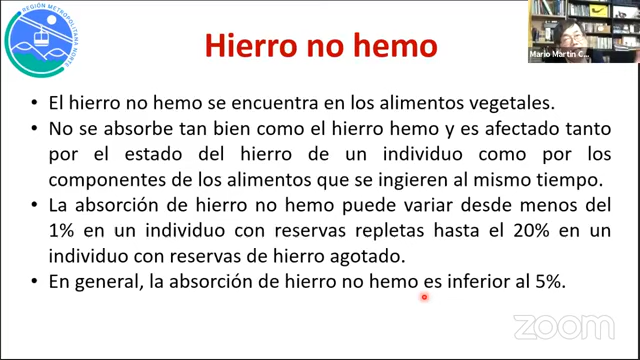 REGIÓN METROPOLITANA NORTE
Hierro no hemo
Mario Martín C...
• El hierro no hemo se encuentra en los alimentos vegetales.
• No se absorbe tan bien como el hierro hemo y es afectado tanto
por el estado del hierro de un individuo como por los
componentes de los alimentos que se ingieren al mismo tiempo.
• La absorción de hierro no hemo puede variar desde menos del
1% en un individuo con reservas repletas hasta el 20% en un
individuo con reservas de hierro agotado.
• En general, la absorción de hierro no hemo es inferior al 5%.
zoom